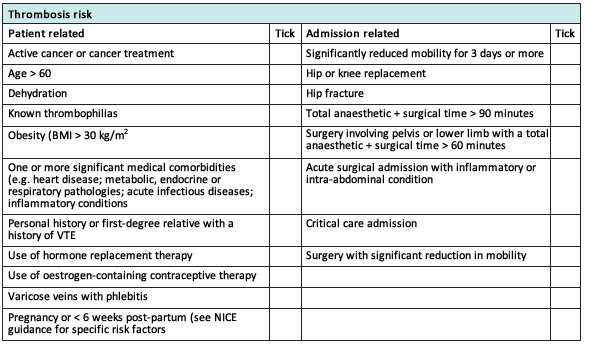 Thrombosis risk
Patient related Tick Admission related Tick
Active cancer or cancer treatment Significantly reduced mobility for 3 days or more
Age > 60 Hip or knee replacement
Dehydration Hip fracture
Known thrombophilias Total anaesthetic + surgical time > 90 minutes
Obesity (BMI > 30 kg/m² Surgery involving pelvis or lower limb with a total
anaesthetic + surgical time > 60 minutes
One or more significant medical comorbidities
(e.g. heart disease; metabolic, endocrine or
respiratory pathologies; acute infectious diseases;
inflammatory conditions
Acute surgical admission with inflammatory or
intra-abdominal condition
Personal history or first-degree relative with a
history of VTE
Critical care admission
Use of hormone replacement therapy Surgery with significant reduction in mobility
Use of oestrogen-containing contraceptive therapy
Varicose veins with phlebitis
Pregnancy or < 6 weeks post-partum (see NICE
guidance for specific risk factors